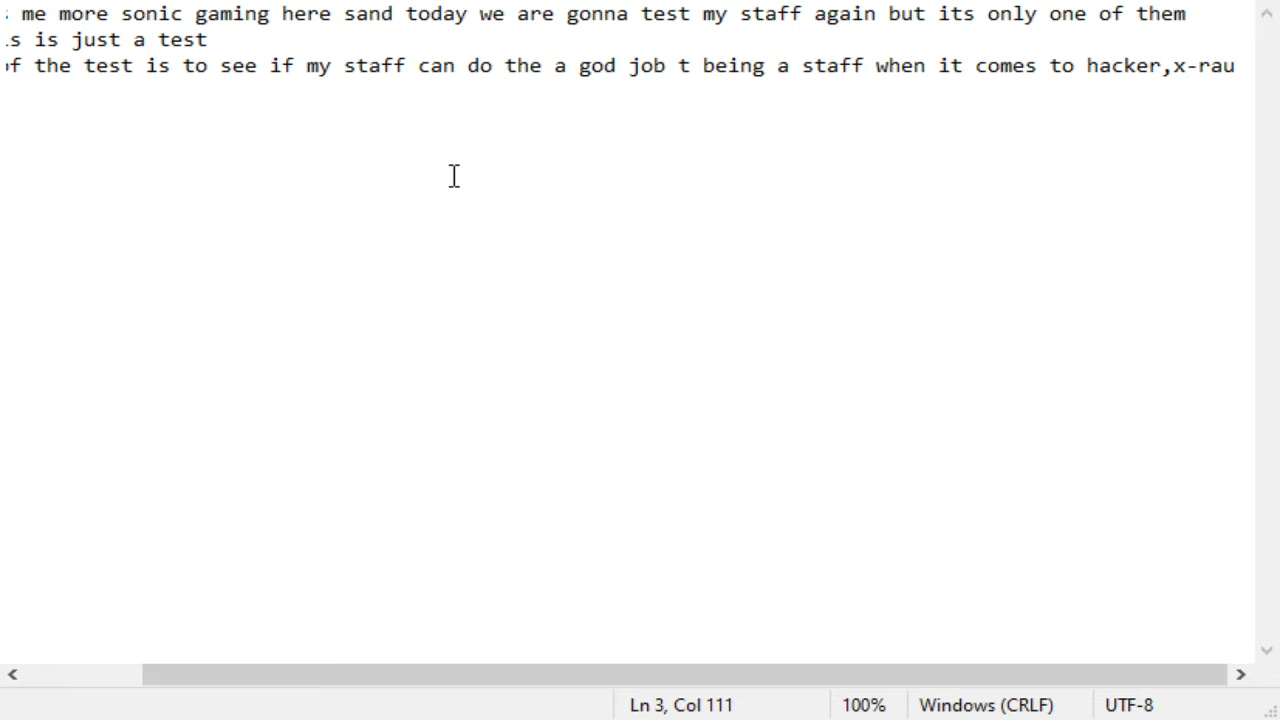 me more sonic gaming here sand today we are gonna test my staff again but its only one of them
s is just a test
f the test is to see if my staff can do the a god job t being a staff when it comes to hacker,x-rau
Ln 3, Col 111 100% Windows (CRLF) UTF-8